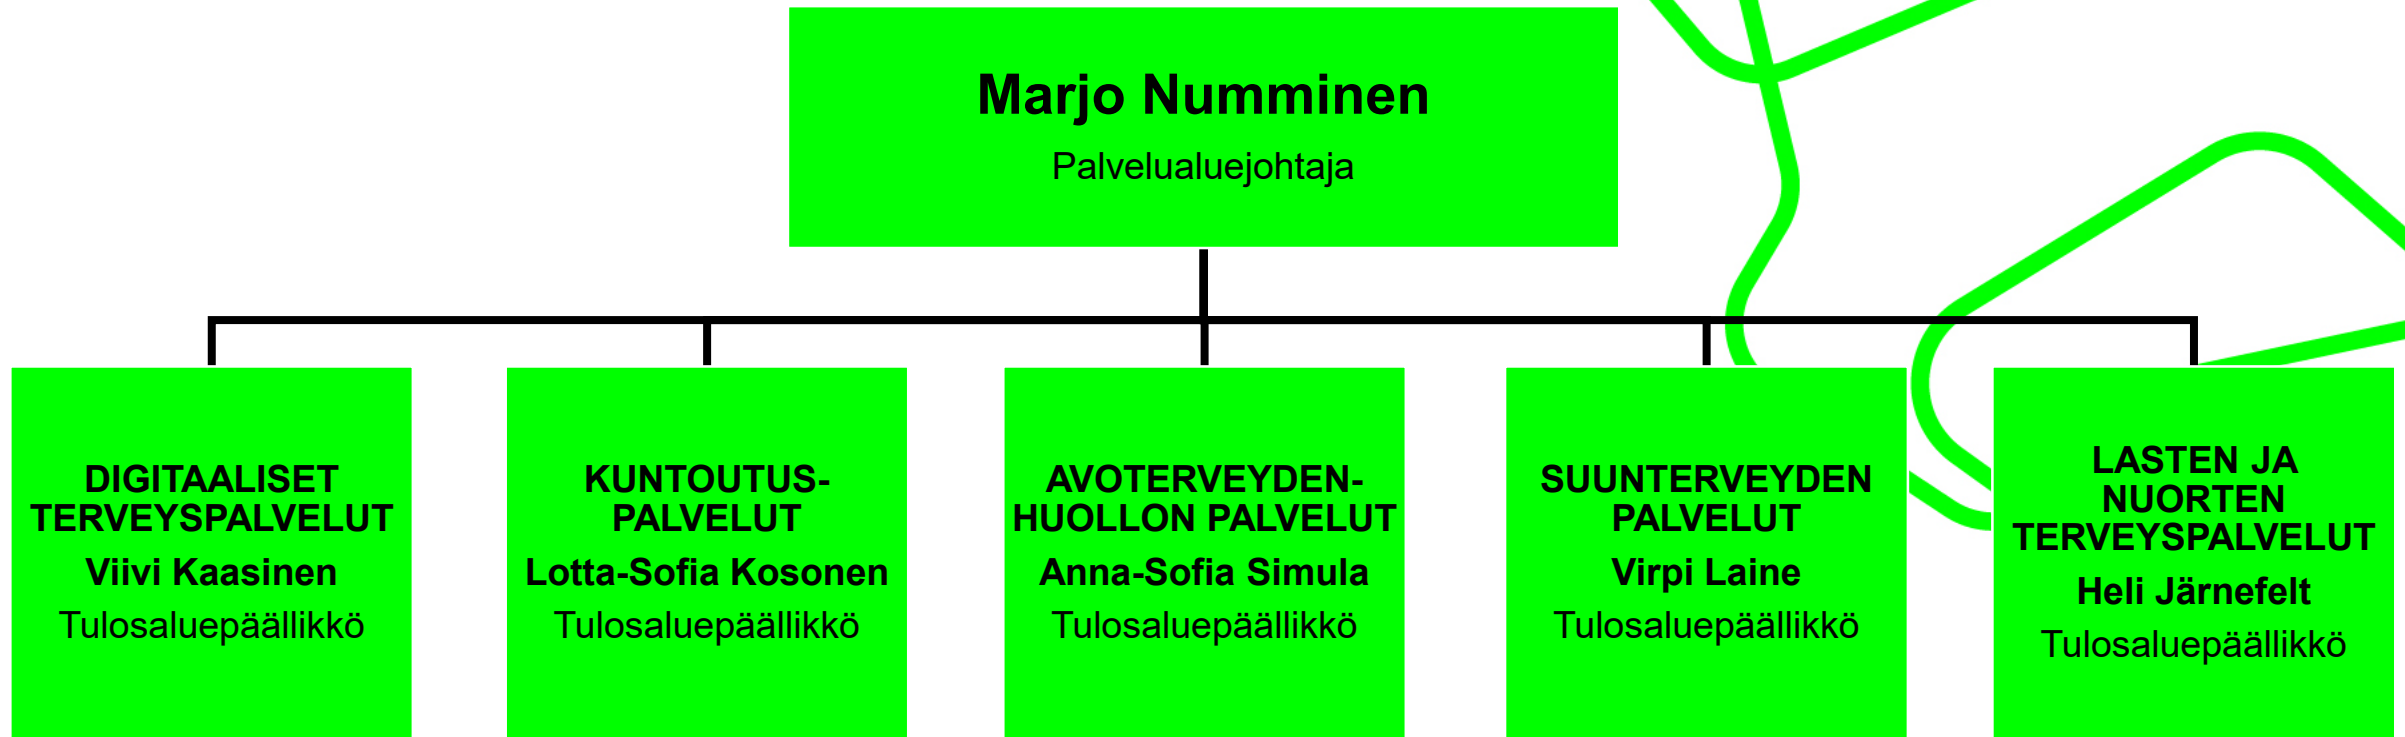 Marjo Numminen
Palvelualuejohtaja
DIGITAALISET
TERVEYSPALVELUT
Viivi Kaasinen
Tulosaluepäällikkö
KUNTOUTUS-
PALVELUT
Lotta-Sofia Kosonen
Tulosaluepäällikkö
AVOTERVEYDEN-
HUOLLON PALVELUT
Anna-Sofia Simula
Tulosaluepäällikkö
SUUNTERVEYDEN
PALVELUT
Virpi Laine
Tulosaluepäällikkö
LASTEN JA
NUORTEN
TERVEYSPALVELUT
Heli Järnefelt
Tulosaluepäällikkö